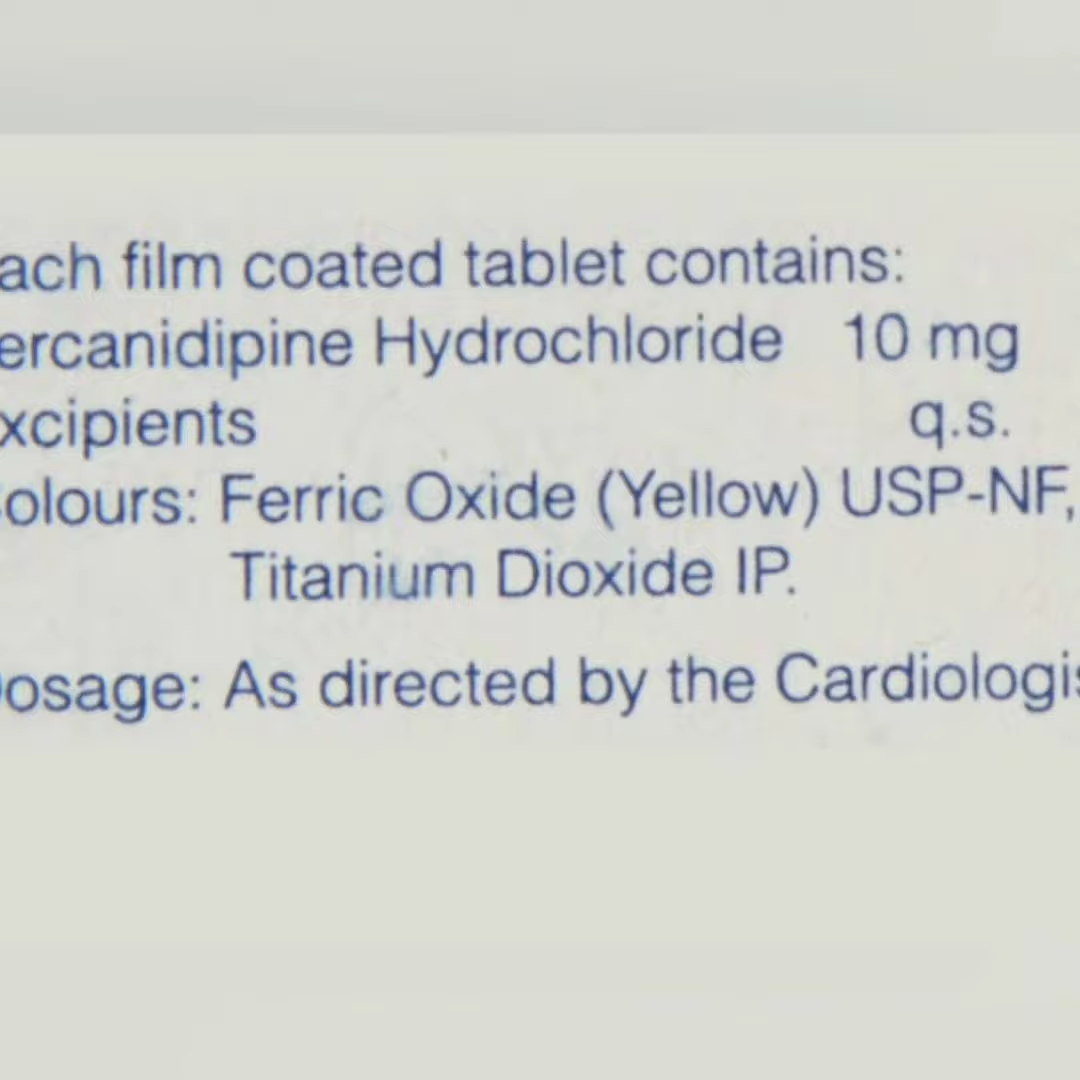 ach film coated tablet contains:
ercanidipine Hydrochloride 10 mg
xcipients q.s.
olours: Ferric Oxide (Yellow) USP-NF,
Titanium Dioxide IP.
osage: As directed by the Cardiologis